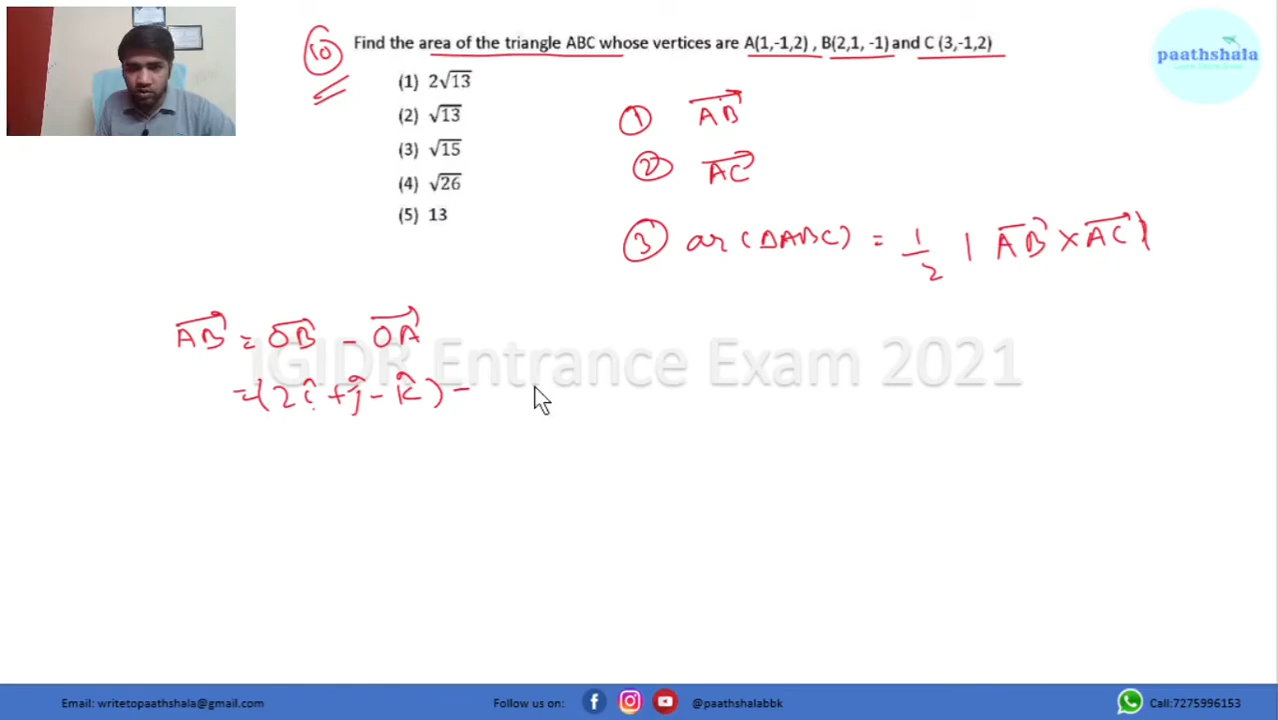 paathshala
10 Find the area of the triangle ABC whose vertices are A(1,-1,2) , B(2,1, -1) and C (3,-1,2)
(1) 2√13
(2) √13
(3) √15
(4) √26
(5) 13
① AB
② AC
③ ar (ΔABC) = 1/2 | AB × AC |
AB = OB - OA
=(2î + ĵ - k̂) -
IGIDR Entrance Exam 2021
Email: writetopaathshala@gmail.com
Follow us on:
@paathshalabbk
Call:7275996153